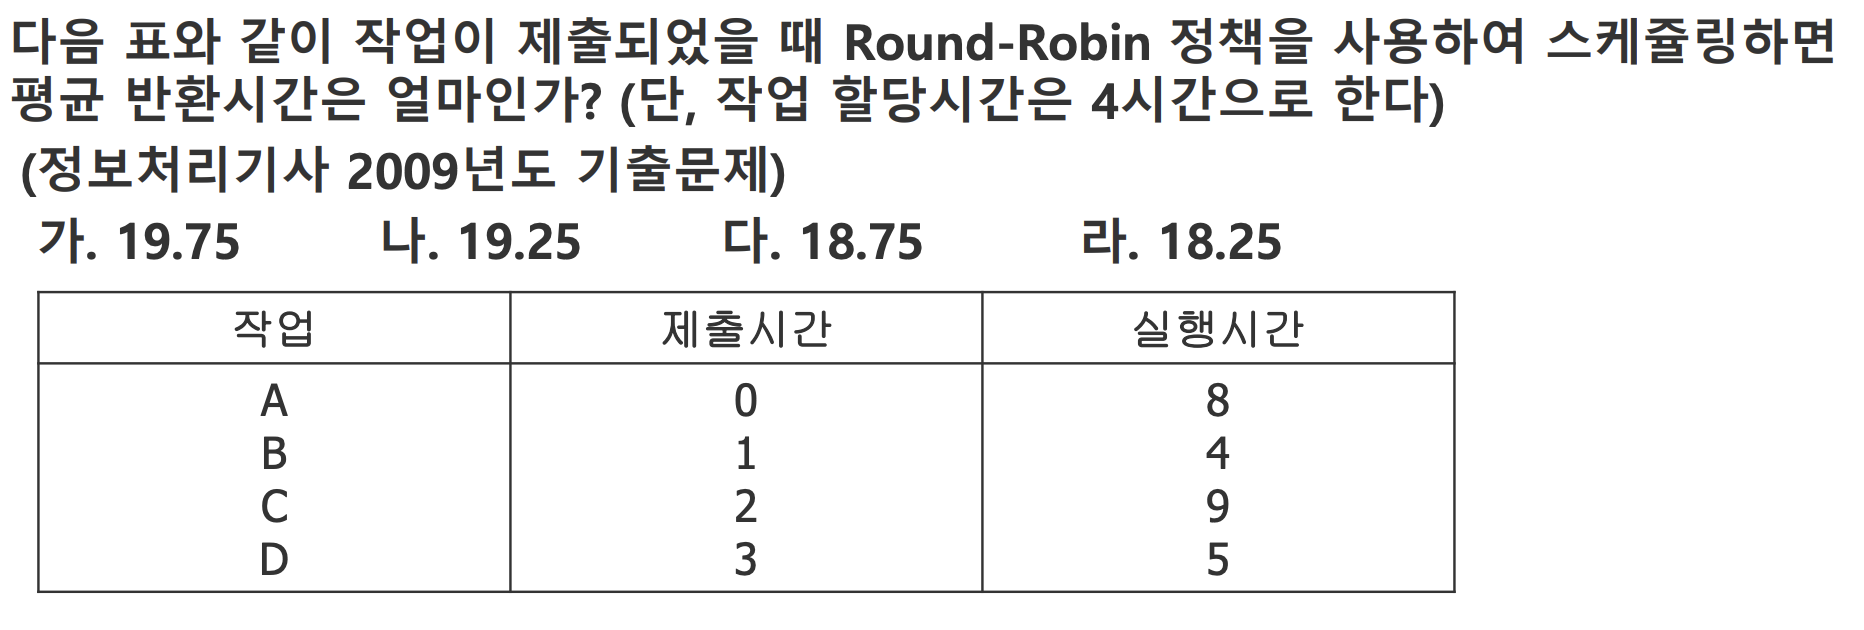 다음 표와 같이 작업이 제출되었을 때 Round-Robin 정책을 사용하여 스케쥴링하면
평균 반환시간은 얼마인가? (단, 작업 할당시간은 4시간으로 한다)
(정보처리기사 2009년도 기출문제)
가. 19.75 나. 19.25 다. 18.75 라. 18.25
작업 제출시간 실행시간
A 0 8
B 1 4
C 2 9
D 3 5